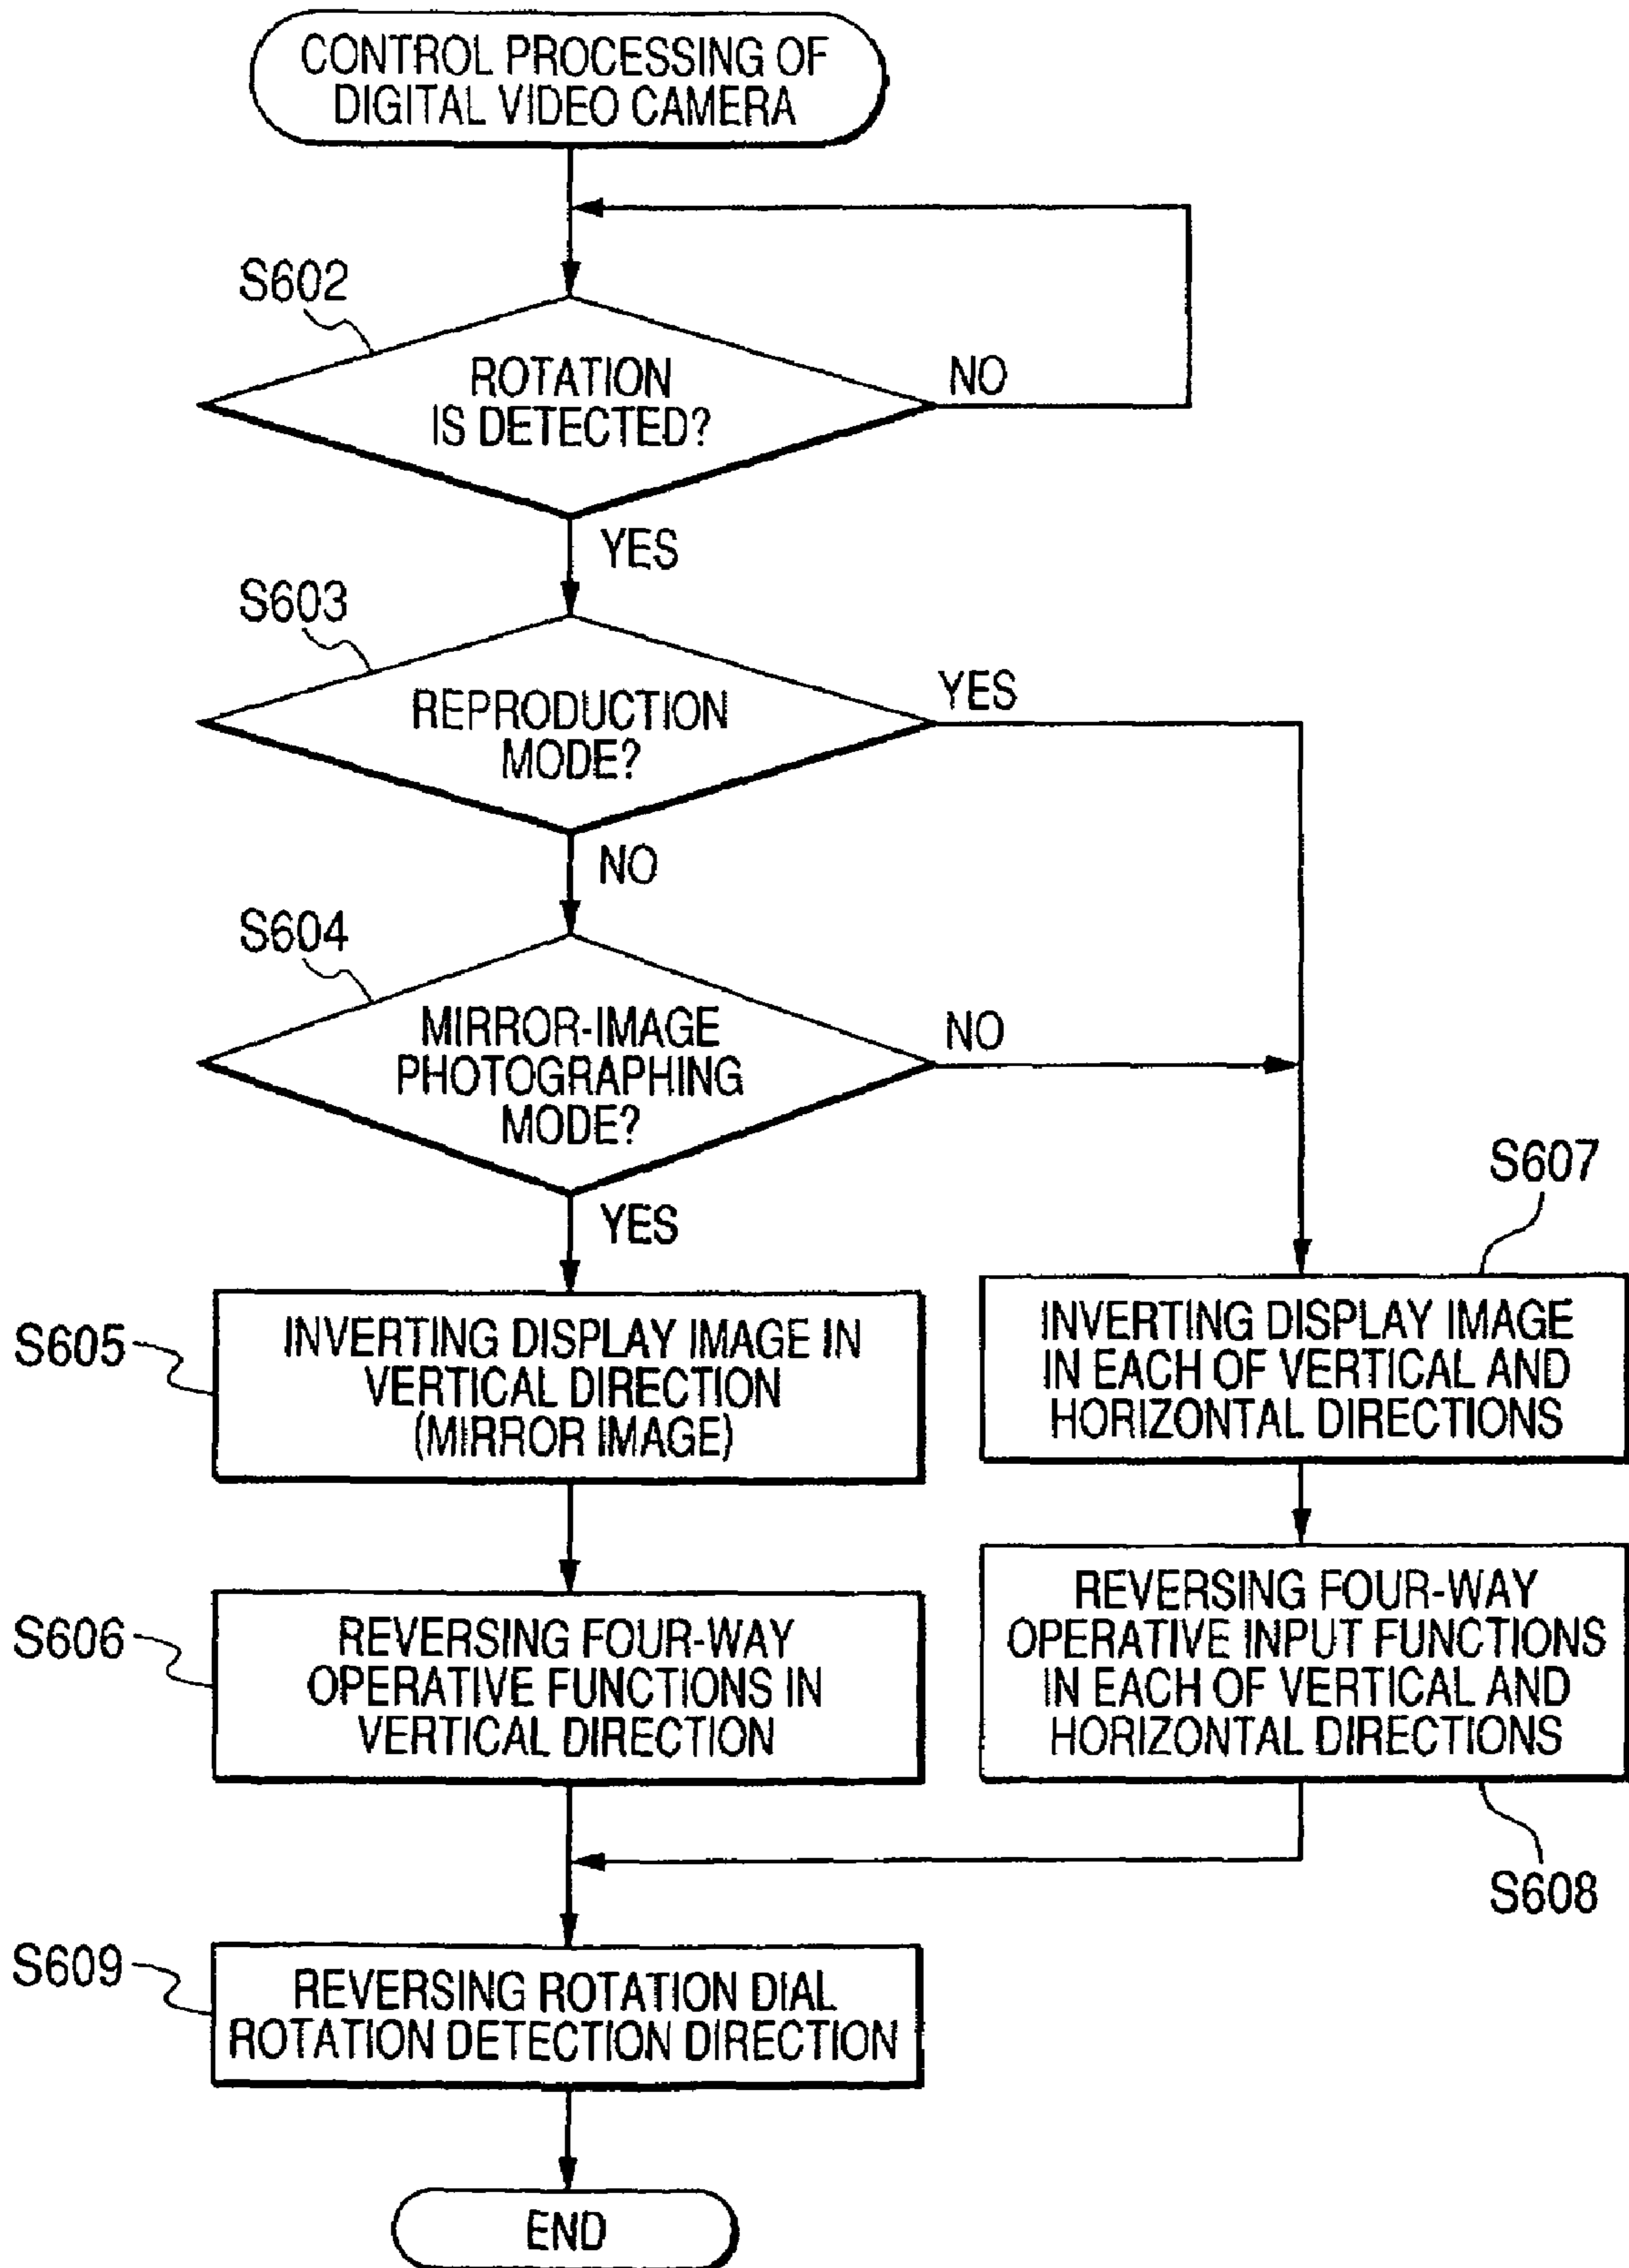 CONTROL PROCESSING OF
DIGITAL VIDEO CAMERA
S602
ROTATION
IS DETECTED?
NO
YES
S603
REPRODUCTION
MODE?
YES
NO
S604
MIRROR-IMAGE
PHOTOGRAPHING
MODE?
NO
YES
S605
INVERTING DISPLAY IMAGE IN
VERTICAL DIRECTION
(MIRROR IMAGE)
S607
INVERTING DISPLAY IMAGE
IN EACH OF VERTICAL AND
HORIZONTAL DIRECTIONS
S606
REVERSING FOUR-WAY
OPERATIVE FUNCTIONS IN
VERTICAL DIRECTION
REVERSING FOUR-WAY
OPERATIVE INPUT FUNCTIONS
IN EACH OF VERTICAL AND
HORIZONTAL DIRECTIONS
S608
S609
REVERSING ROTATION DIAL
ROTATION DETECTION DIRECTION
END